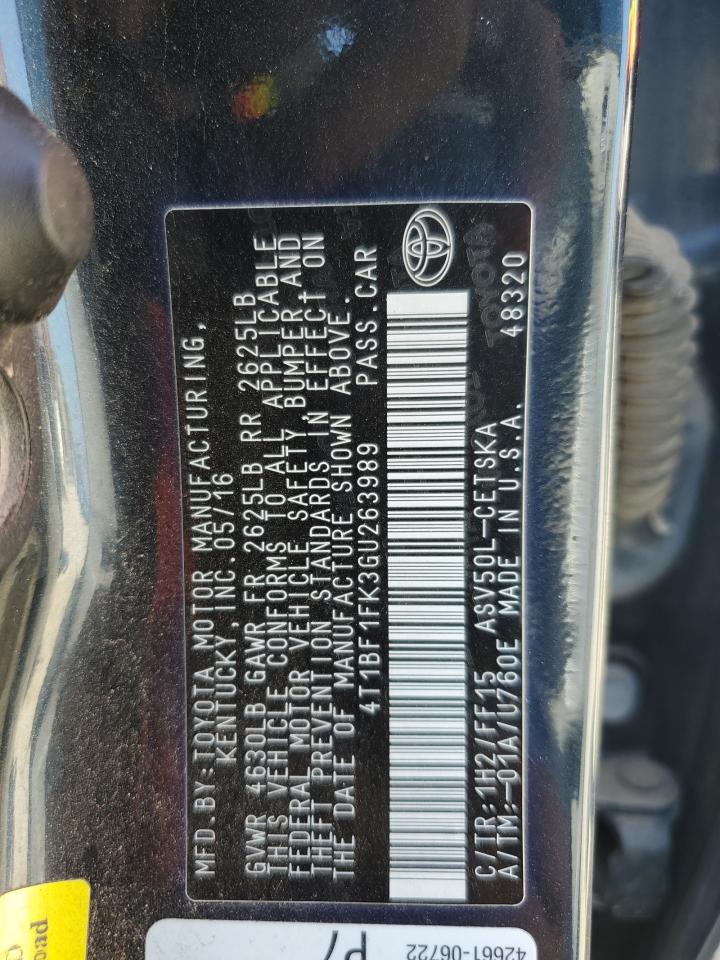 MFD.BY:TOYOTA MOTOR MANUFACTURING,
KENTUCKY, INC. 05/16
GVWR 4630LB GAWR FR 2625LB RR 2625LB
THIS VEHICLE CONFORMS TO ALL APPLICABLE
FEDERAL MOTOR VEHICLE SAFETY, BUMPER AND
THEFT PREVENTION STANDARDS IN EFFECT ON
THE DATE OF MANUFACTURE SHOWN ABOVE.
4T1BF1FK3GU263989 PASS.CAR
C/TR:1H2/FF15 ASV50L-CETSKA 48320
A/TM:-01A/U760E MADE IN U.S.A.
TOYOTA
42661-06722